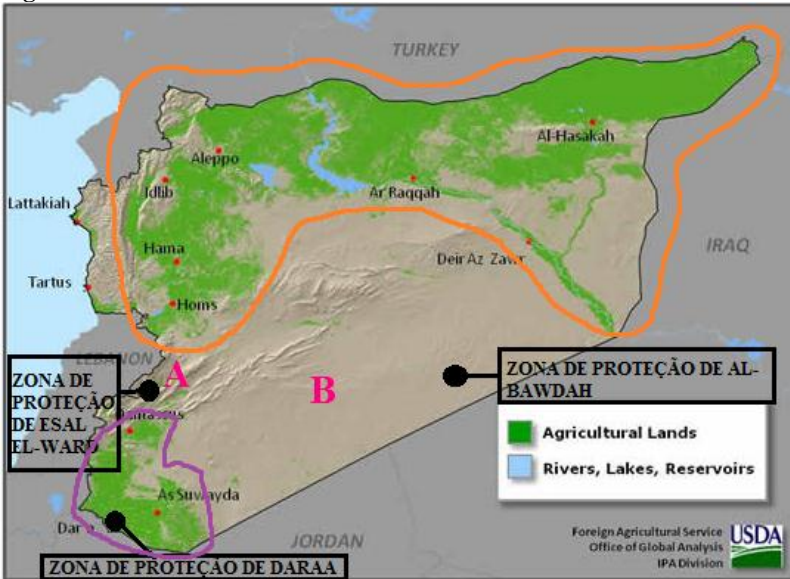 TURKEY
Al-Hasakah
Aleppo
Idlib
Ar Raqqah
Lattakiah
Hama
Deir Az Zawr
IRAQ
Tartus
Homs
LEBANON
A
B
ZONA DE
PROTEÇÃO
DE ESAL
EL-WARD
ZONA DE PROTEÇÃO DE AL-
BAWDAH
Agricultural Lands
Rivers, Lakes, Reservoirs
As Suwayda
JORDAN
ZONA DE PROTEÇÃO DE DARAA
Foreign Agricultural Service
Office of Global Analysis
IPA Division
USDA